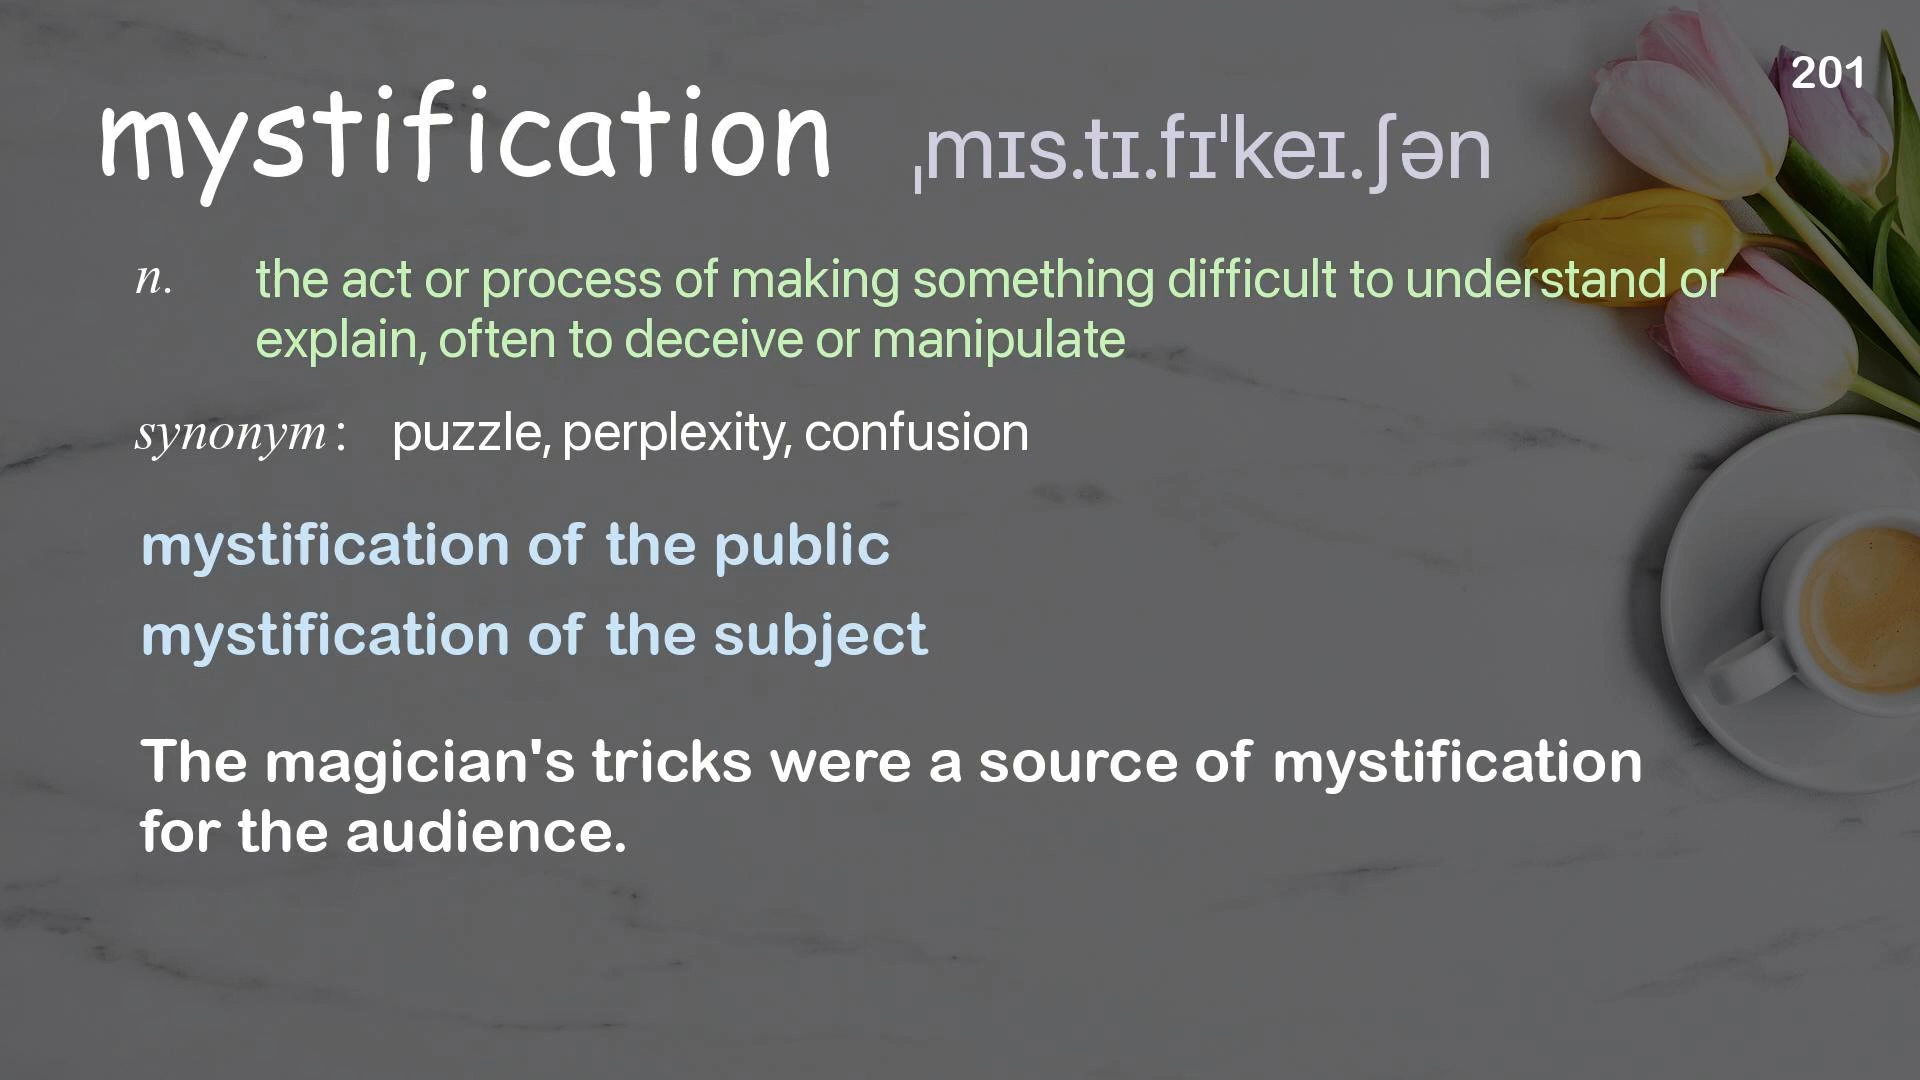 201
mystification ˌmɪs.tɪ.fɪˈkeɪ.ʃən
n. the act or process of making something difficult to understand or
explain, often to deceive or manipulate
synonym: puzzle, perplexity, confusion
mystification of the public
mystification of the subject
The magician's tricks were a source of mystification
for the audience.